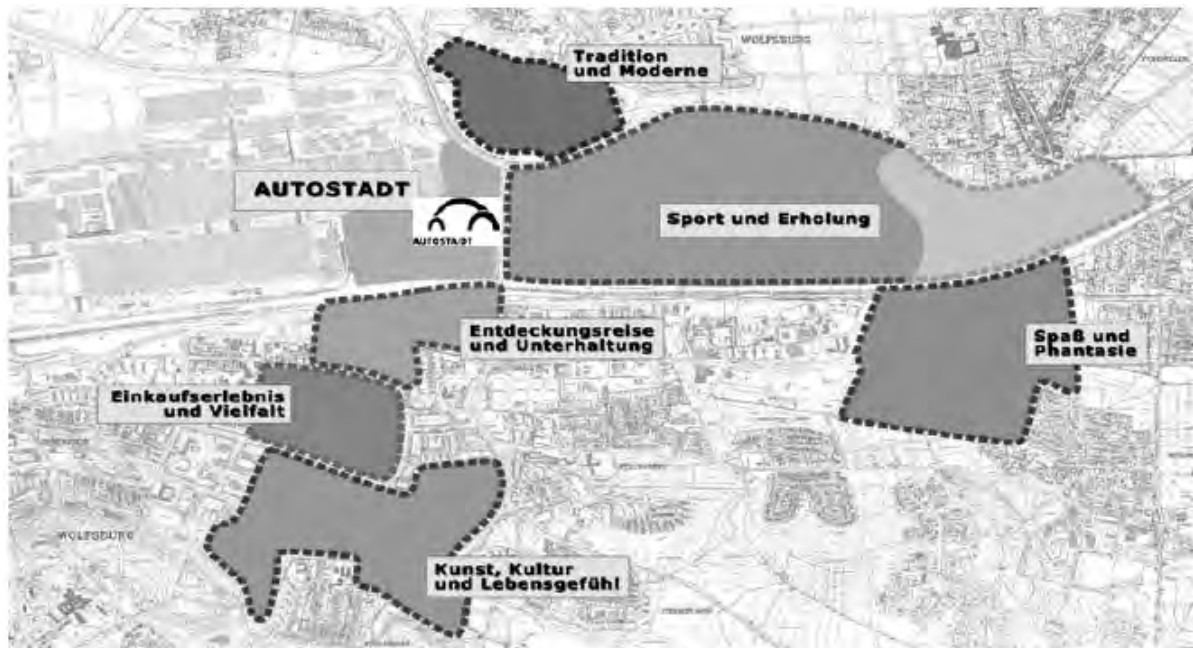 WOLFSBURG
Tradition
und Moderne
AUTOSTADT
AUTOSTADT
Sport und Erholung
Entdeckungsreise
und Unterhaltung
Spaß und
Phantasie
Einkaufserlebnis
und Vielfalt
WOLFSBURG
Kunst, Kultur
und Lebensgefühl